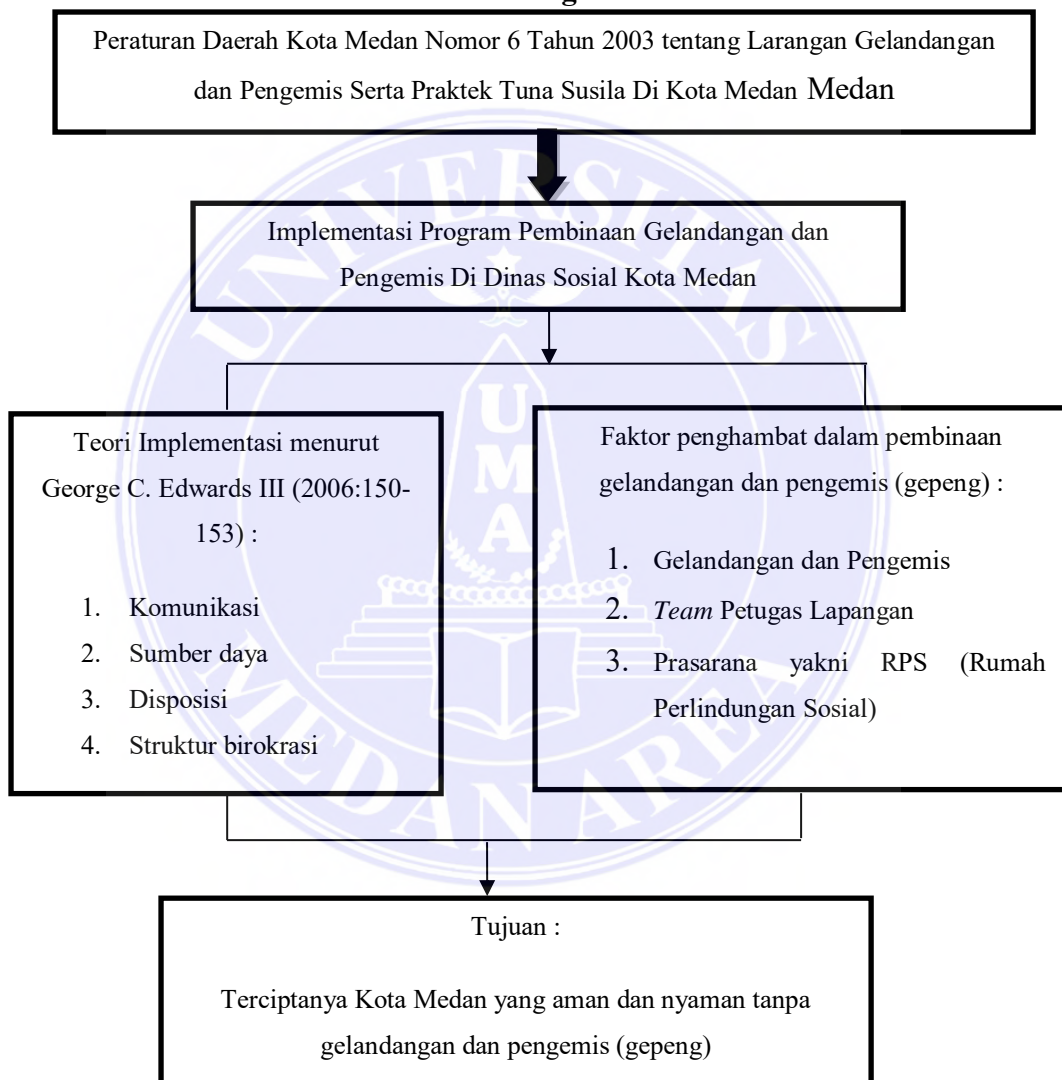 Peraturan Daerah Kota Medan Nomor 6 Tahun 2003 tentang Larangan Gelandangan
dan Pengemis Serta Praktek Tuna Susila Di Kota Medan Medan
Implementasi Program Pembinaan Gelandangan dan
Pengemis Di Dinas Sosial Kota Medan
Teori Implementasi menurut
George C. Edwards III (2006:150-
153) :
1. Komunikasi
2. Sumber daya
3. Disposisi
4. Struktur birokrasi
Faktor penghambat dalam pembinaan
gelandangan dan pengemis (gepeng) :
1. Gelandangan dan Pengemis
2. Team Petugas Lapangan
3. Prasarana yakni RPS (Rumah
Perlindungan Sosial)
Tujuan :
Terciptanya Kota Medan yang aman dan nyaman tanpa
gelandangan dan pengemis (gepeng)
UNIVERSITAS
MEDAN AREA
U
M
A